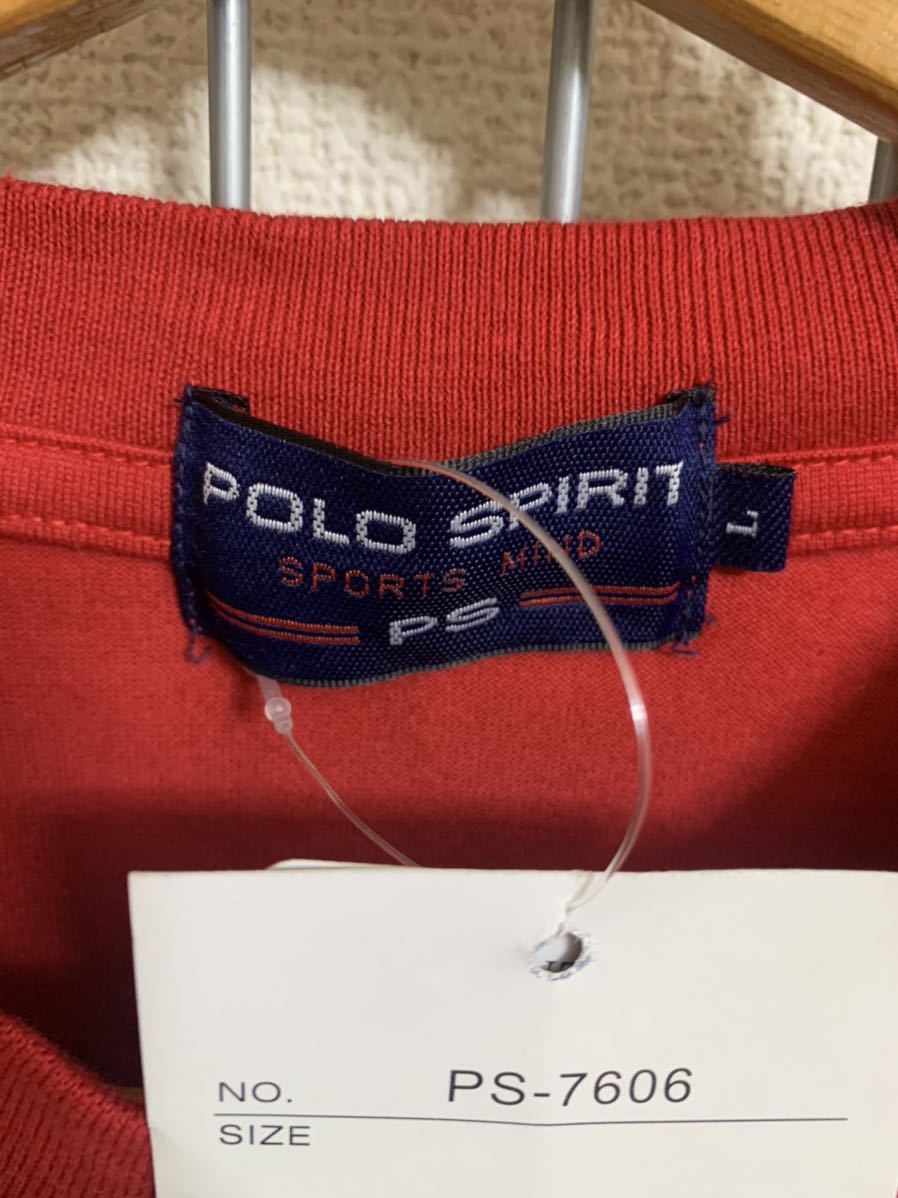 POLO SPIRIT
L
SPORTS MIND
PS
NO. PS-7606
SIZE